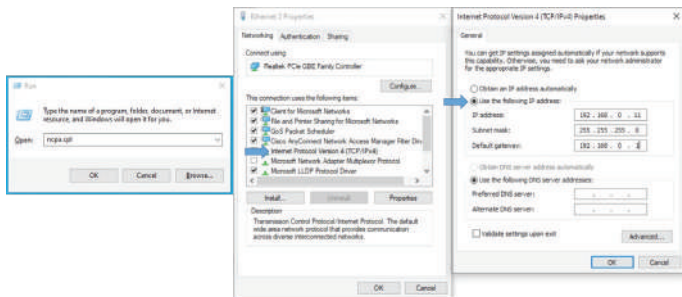 Run
Type the name of a program, folder, document, or Internet
resource, and Windows will open it for you.
Open:
ncpa.cpl
OK
Cancel
Browse...
Ethernet 2 Properties
Networking
Authentication
Sharing
Connect using:
Realtek PCIe GBE Family Controller
Configure...
This connection uses the following items:
Client for Microsoft Networks
File and Printer Sharing for Microsoft Networks
QoS Packet Scheduler
Cisco AnyConnect Network Access Manager Filter Driv
Internet Protocol Version 4 (TCP/IPv4)
Microsoft Network Adapter Multiplexor Protocol
Microsoft LLDP Protocol Driver
Install...
Uninstall
Properties
Description
Transmission Control Protocol/Internet Protocol. The default
wide area network protocol that provides communication
across diverse interconnected networks.
OK
Cancel
Internet Protocol Version 4 (TCP/IPv4) Properties
General
You can get IP settings assigned automatically if your network supports
this capability. Otherwise, you need to ask your network administrator
for the appropriate IP settings.
Obtain an IP address automatically
Use the following IP address:
IP address:
192 . 168 . 0 . 11
Subnet mask:
255 . 255 . 255 . 0
Default gateway:
192 . 168 . 0 . 1
Obtain DNS server address automatically
Use the following DNS server addresses:
Preferred DNS server:
Alternate DNS server:
Validate settings upon exit
Advanced...
OK
Cancel